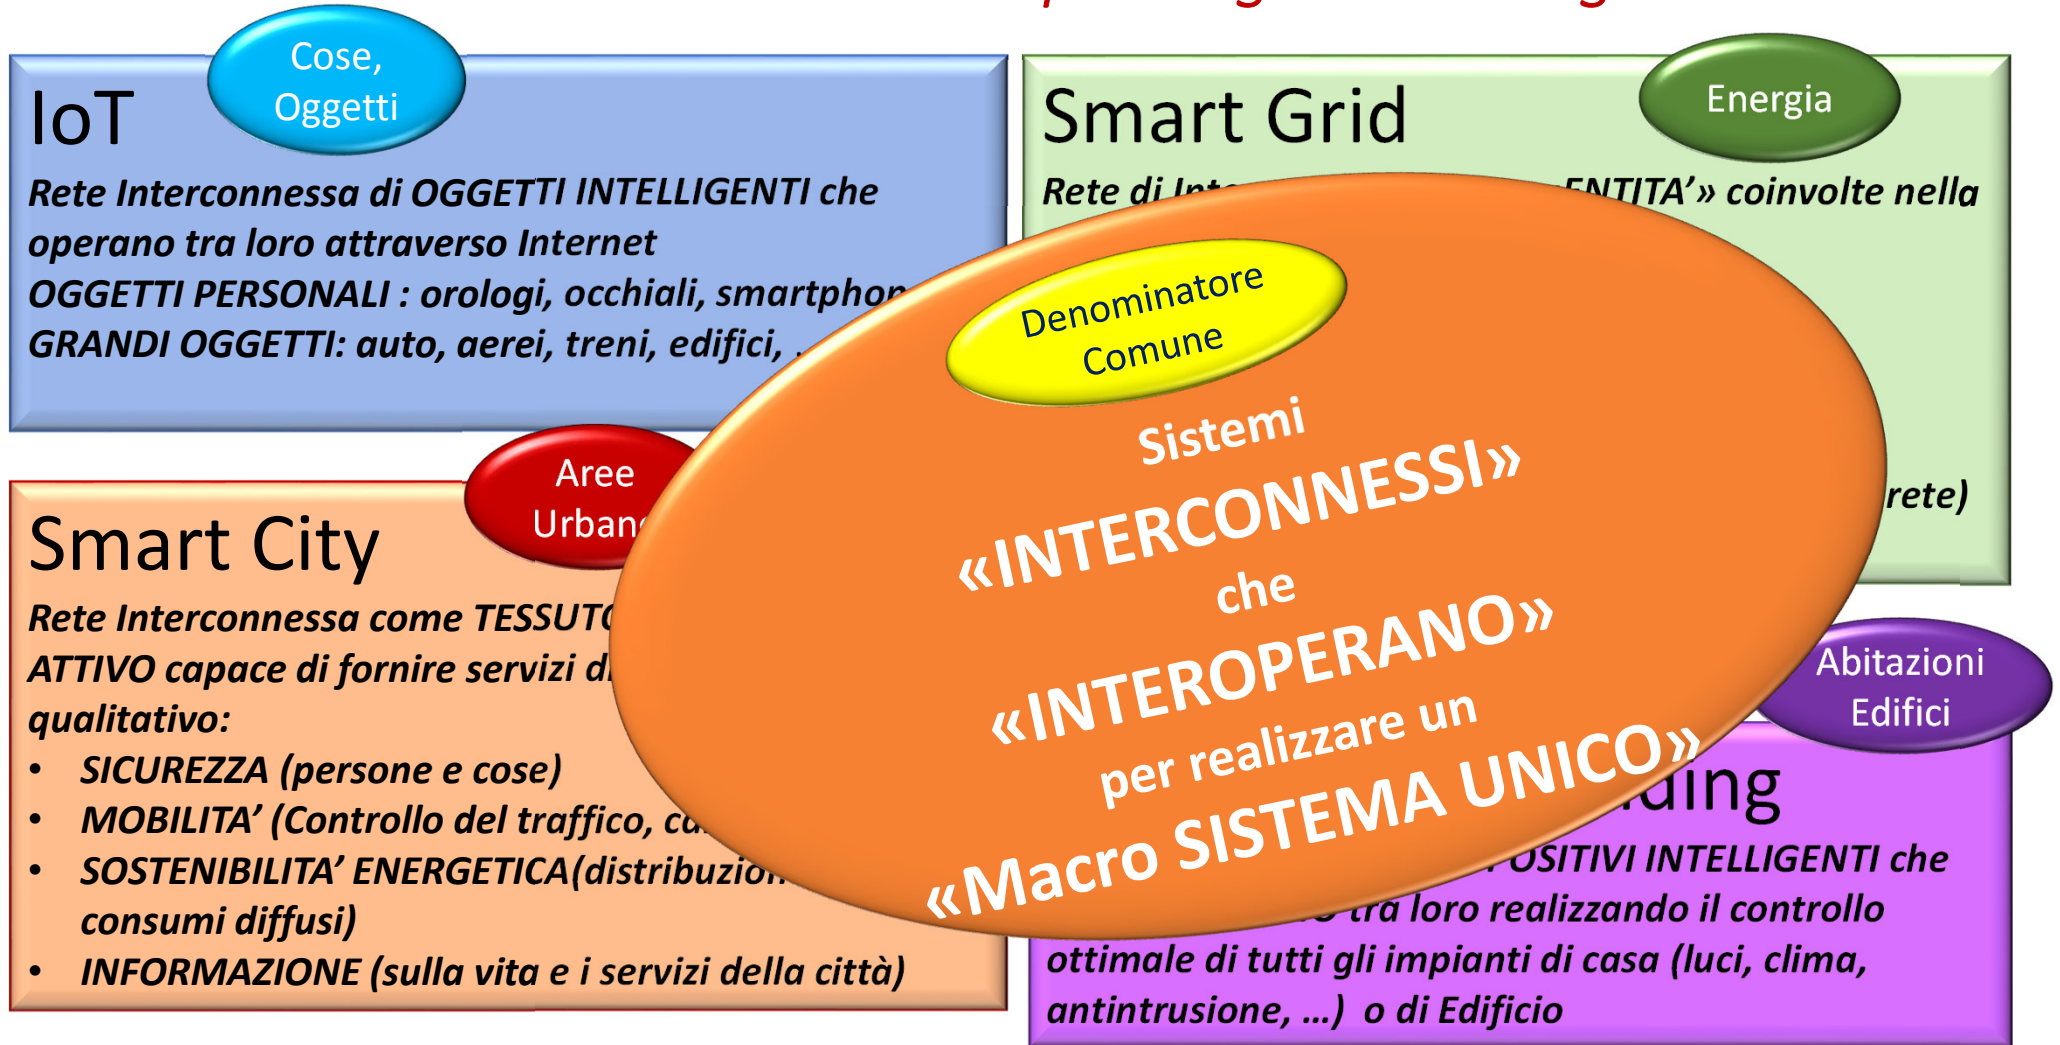 Cose,
Oggetti
IoT
Rete Interconnessa di OGGETTI INTELLIGENTI che
operano tra loro attraverso Internet
OGGETTI PERSONALI : orologi, occhiali,
GRANDI OGGETTI: auto, aerei, treni, edifici,
Energia
Smart Grid
Rete di ENTITA'» coinvolte nella
rete)
Denominatore
Comune
Sistemi
«INTERCONNESSI»
che
«INTEROPERANO»
per realizzare un
«Macro SISTEMA UNICO»
Aree
Smart City
Rete Interconnessa come TESSUTO
ATTIVO capace di fornire servizi
qualitativo:
• SICUREZZA (persone e cose)
• MOBILITA' (Controllo del traffico,
• SOSTENIBILITA' ENERGETICA(
consumi diffusi)
• INFORMAZIONE (sulla vita e i servizi della città)
Abitazioni
Edifici
INTELLIGENTI che
tra loro realizzando il controllo
ottimale di tutti gli impianti di casa (luci, clima,
antintrusione, …) o di Edificio